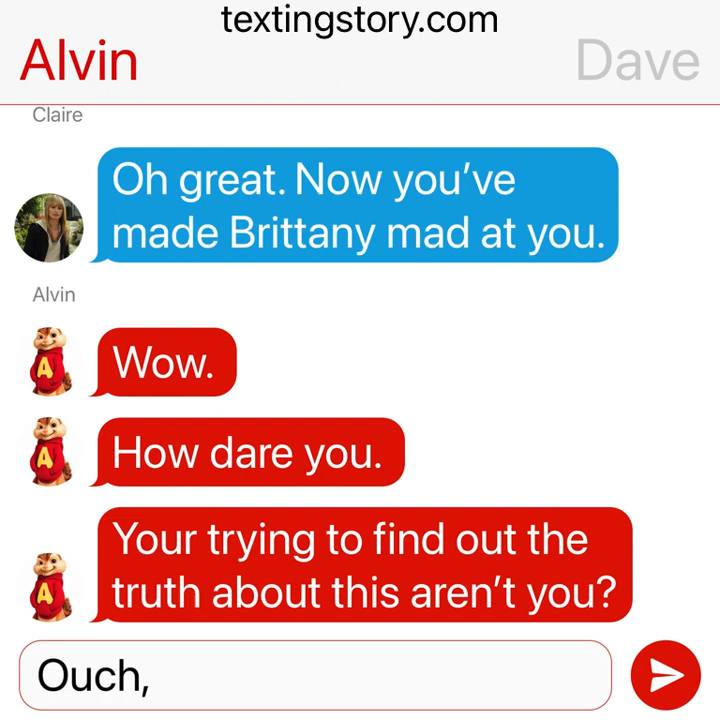 textingstory.com
Alvin
Dave
Claire
Oh great. Now you’ve
made Brittany mad at you.
Alvin
A
Wow.
A
How dare you.
A
Your trying to find out the
truth about this aren’t you?
Ouch,